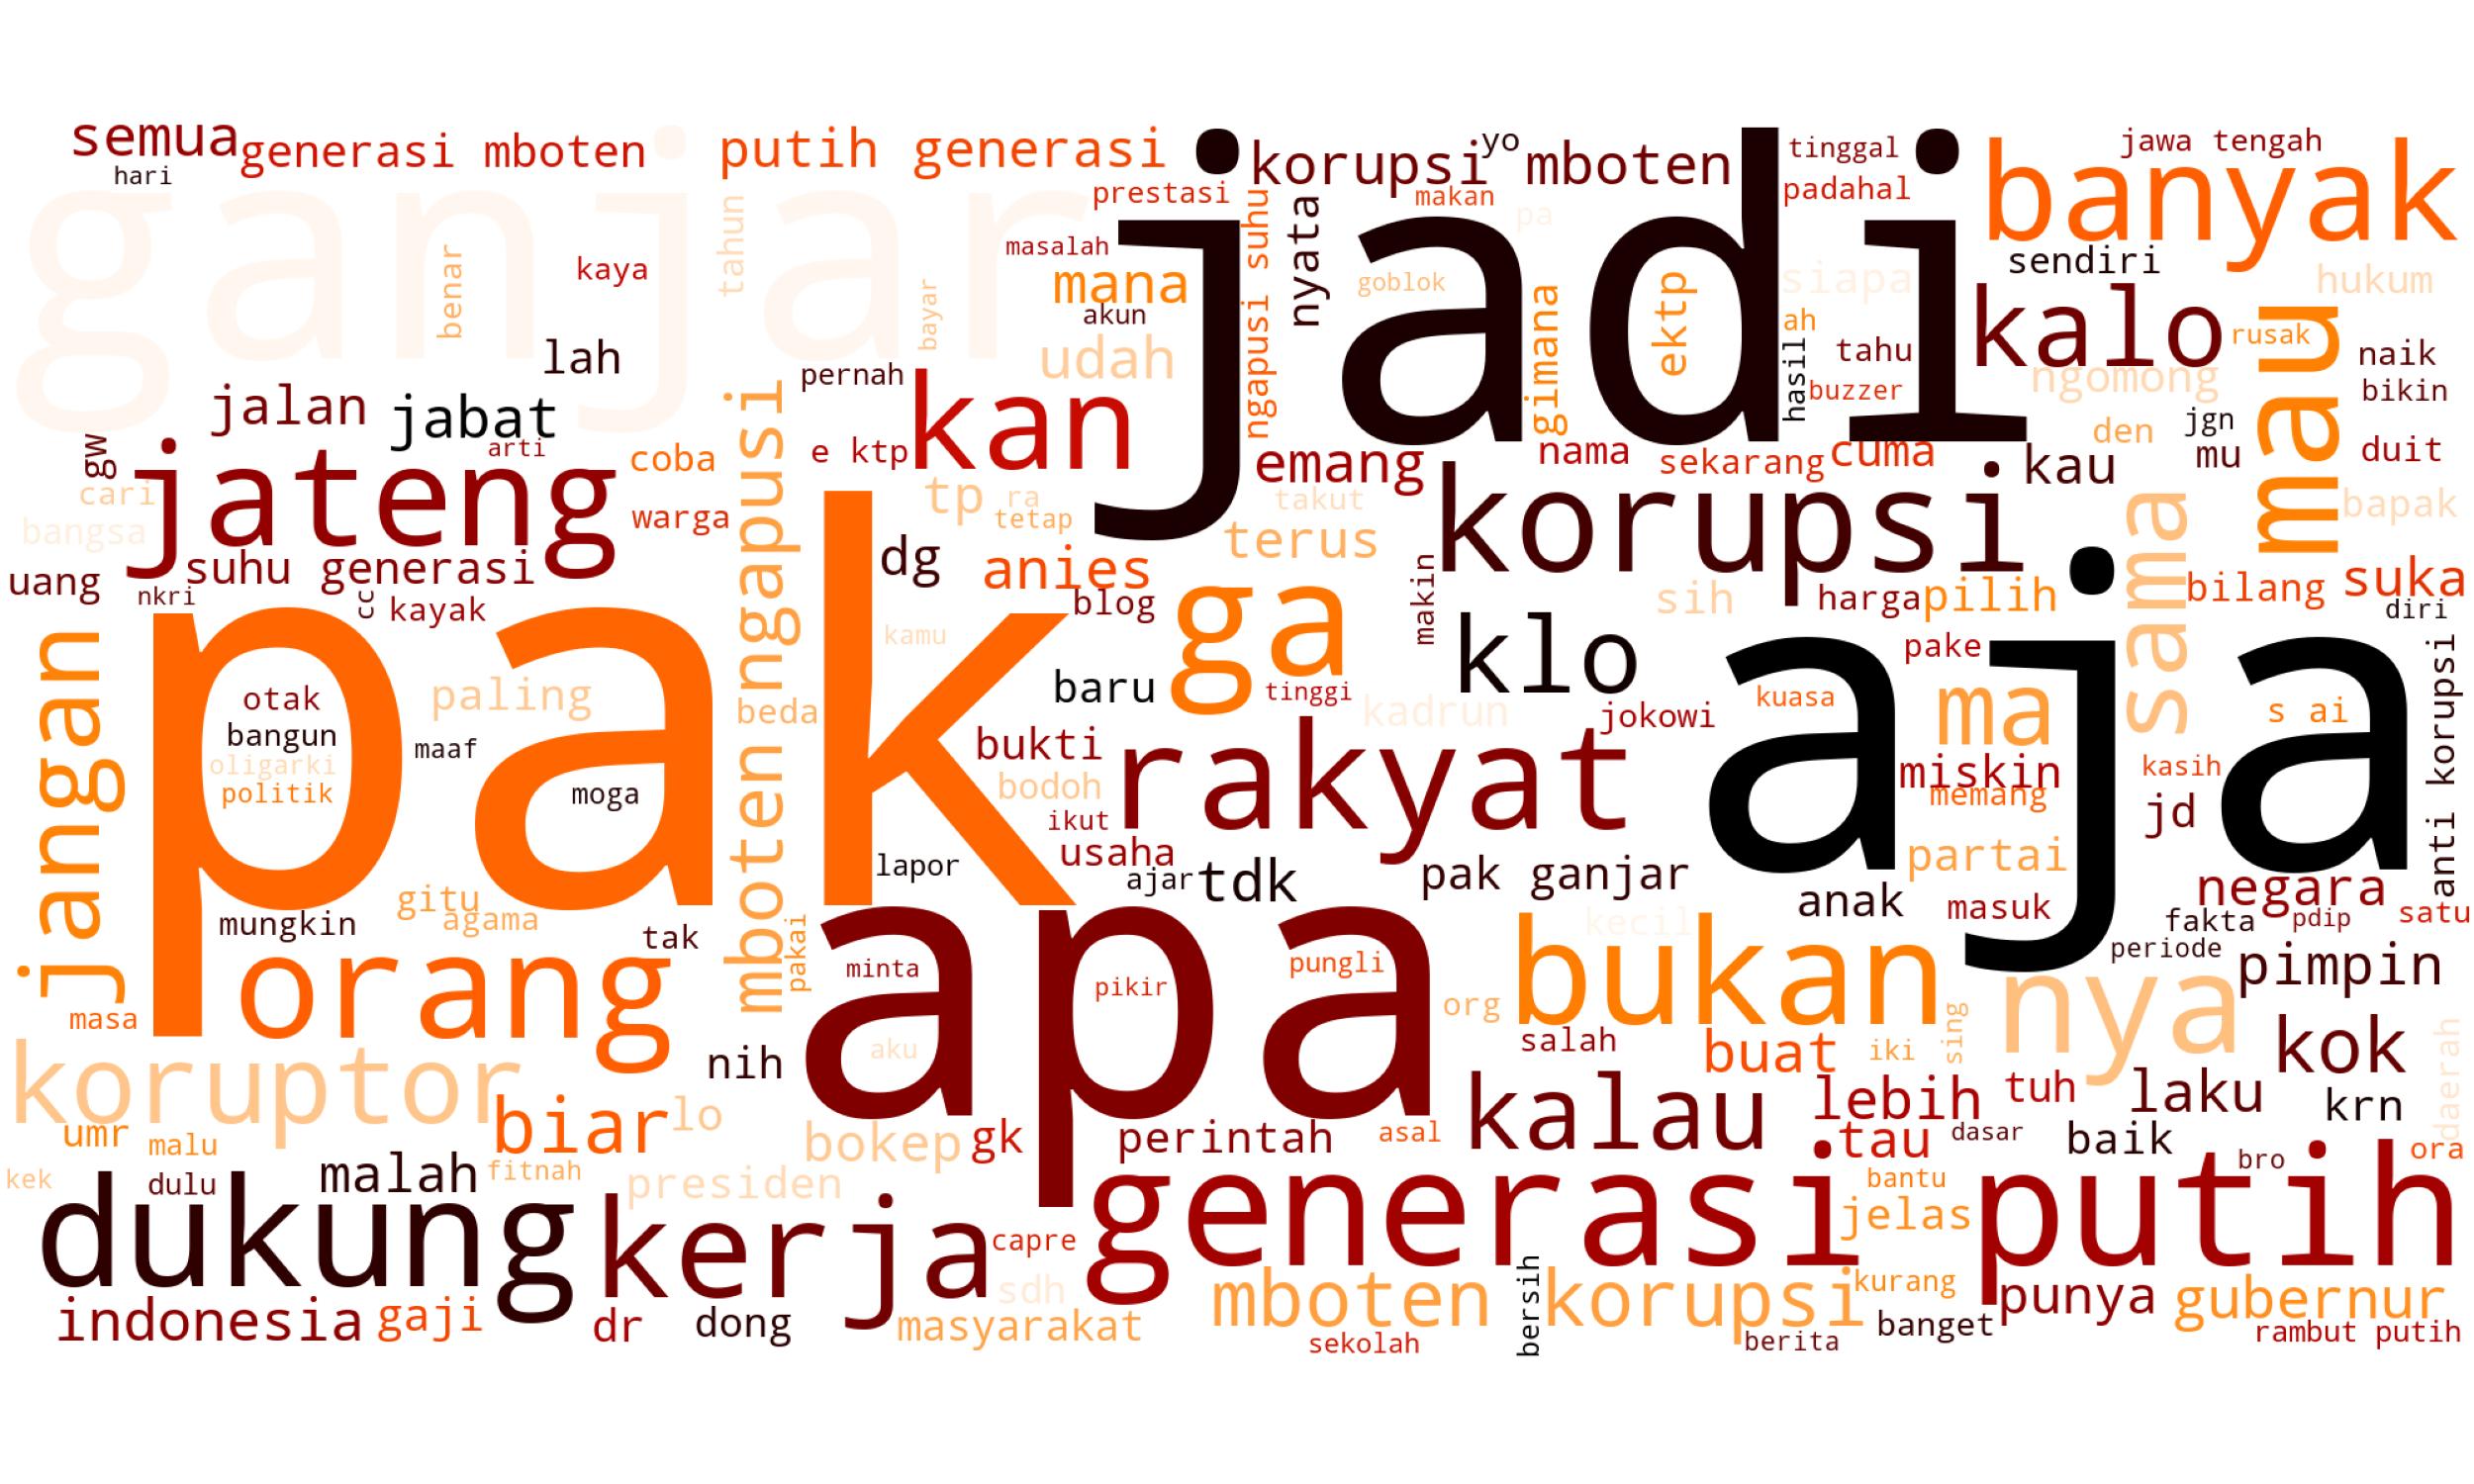 semua
generasi mboten
putih generasi
korupsi
yo
mboten
tinggal
jawa tengah
hari
ganjar
jadi
banyak
prestasi
makan
padahal
pa
tahun
ngapusi suhu
nyata
masalah
benar
kaya
mana
goblok
ektp
siapa
sendiri
hukum
akun
bayar
gimana
ah
kalo
rusak
mau
naik
lah
udah
hasil
tahu
ngomong
bikin
pernah
buzzer
jalan
jabat
kan
den
jgn
arti
gw
e ktp
emang
nama
sekarang
cuma
kau
mu
duit
jateng
coba
cari
tp
ra
takut
korupsi
bapak
bangsa
warga
tetap
terus
sama
uang
suhu generasi
dg
anies
bilang
suka
nkri
cc
kayak
ngapusi
blog
makin
sih
harga
pilih
diri
pak
kamu
ga
klo
aja
pake
jangan
otak
paling
beda
baru
tinggi
kadrun
jokowi
kuasa
ma
s ai
anti korupsi
bangun
maaf
bukti
rakyat
oligarki
miskin
kasih
politik
moga
bodoh
memang
jd
ikut
mboten
lapor
usaha
ajar
tdk
pak ganjar
partai
gitu
agama
anak
masuk
negara
mungkin
tak
pakai
kecil
fakta
pdip
satu
orang
apa
minta
pikir
pungli
bukan
periode
pimpin
masa
org
sing
nya
koruptor
nih
aku
salah
buat
iki
kok
daerah
umr
malu
biar
lo
bokep
gk
perintah
asal
kalau
lebih
tuh
laku
krn
tau
dasar
baik
ora
kek
dulu
malah
fitnah
presiden
generasi
bantu
bro
putih
dukung
kerja
capre
jelas
sdh
mboten
bersih
korupsi
kurang
punya
gubernur
indonesia
gaji
dr
dong
masyarakat
sekolah
berita
banget
rambut putih